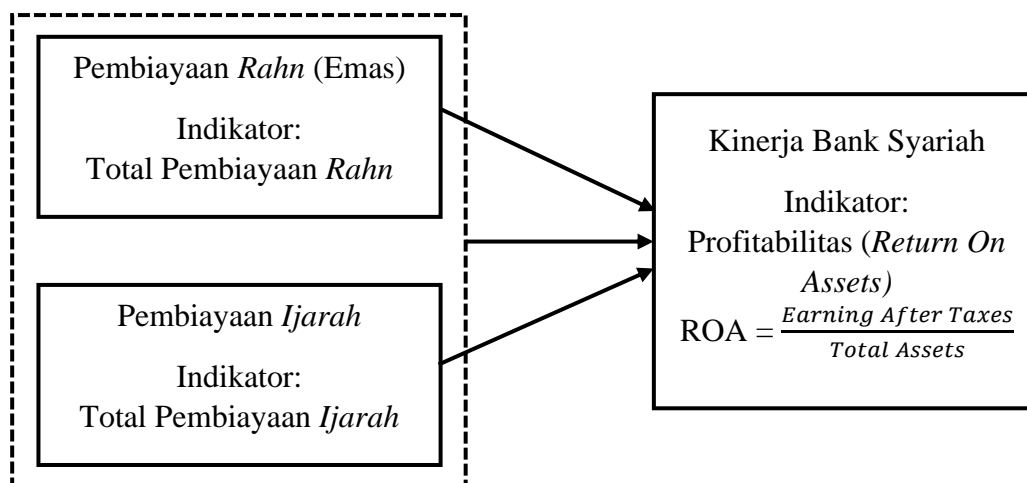 Pembiayaan Rahn (Emas)
Indikator:
Total Pembiayaan Rahn
Pembiayaan Ijarah
Indikator:
Total Pembiayaan Ijarah
Kinerja Bank Syariah
Indikator:
Profitabilitas (Return On
Assets)
ROA = Earning After Taxes / Total Assets